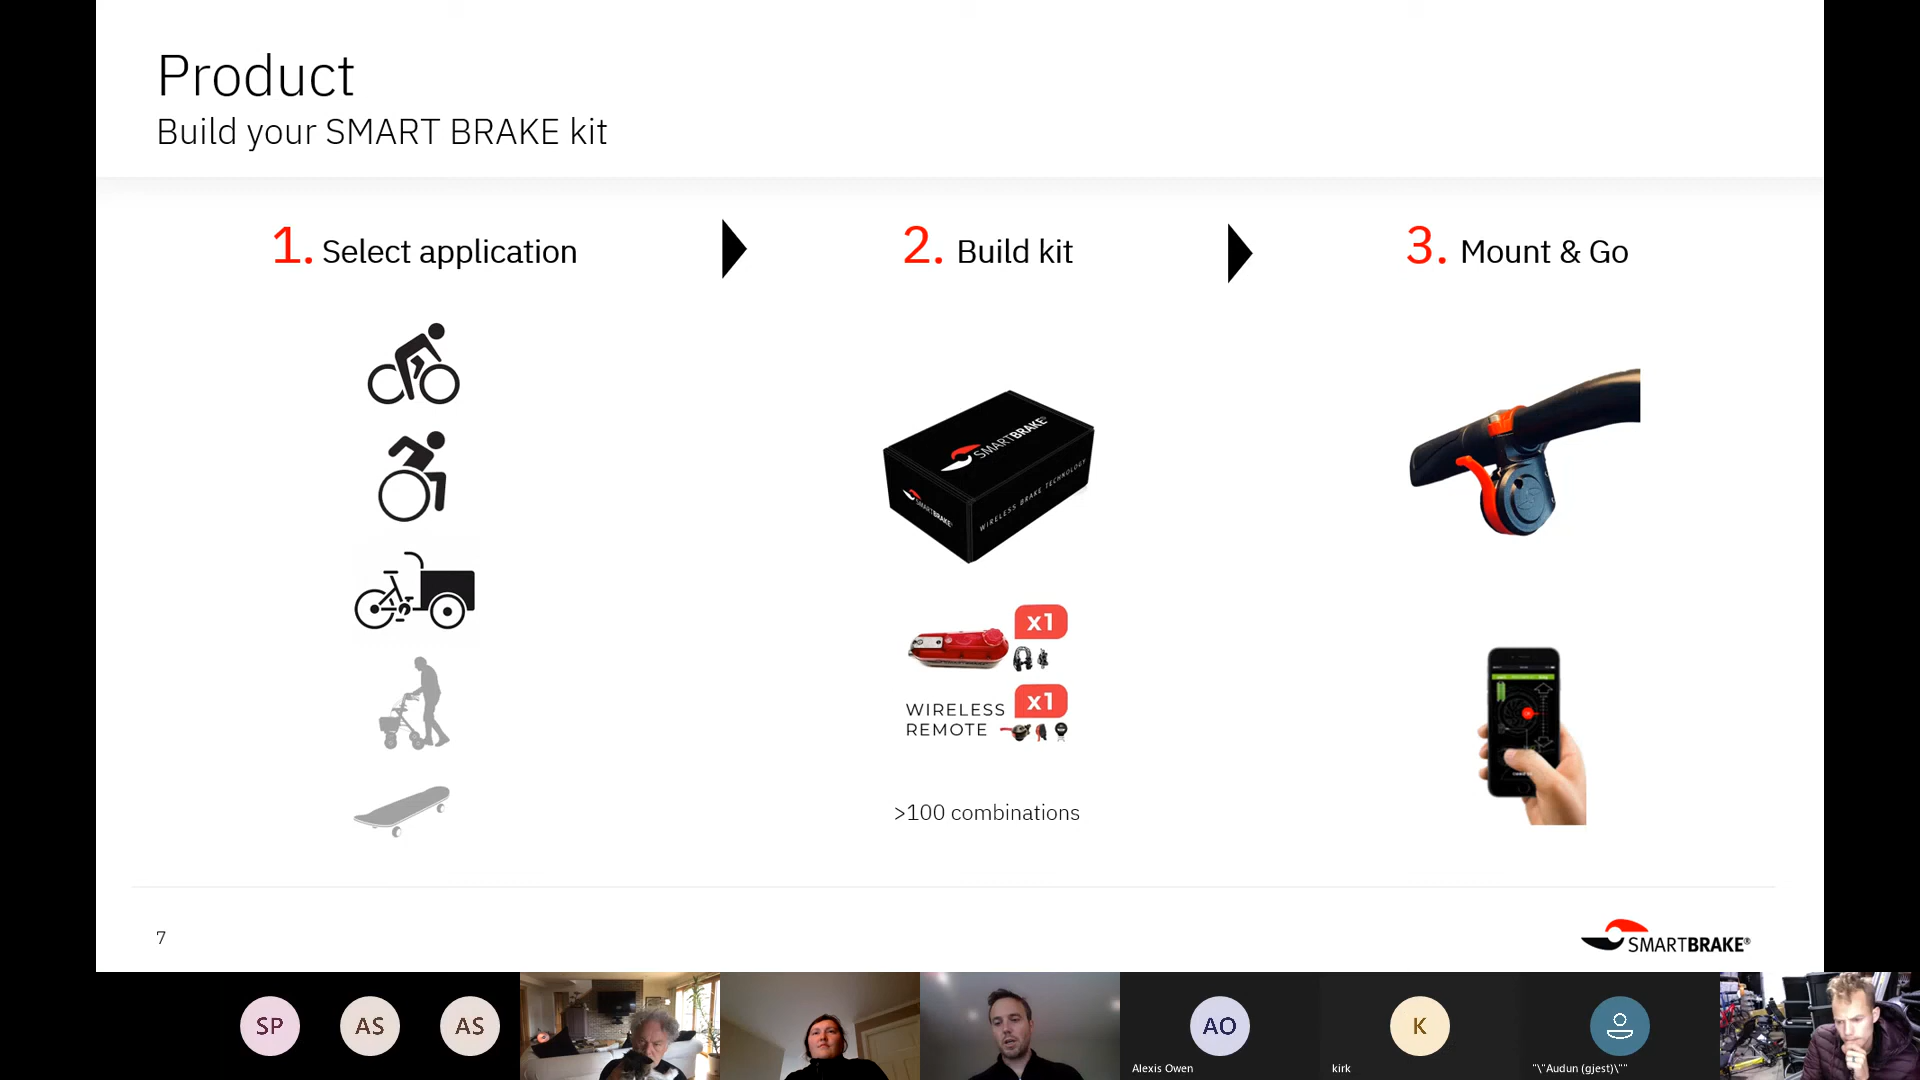 Product
Build your SMART BRAKE kit
1. Select application
2. Build kit
3. Mount & Go
SMARTBRAKE®
SMARTBRAKE®
WIRELESS BRAKE TECHNOLOGY
x1
WIRELESS
REMOTE
x1
>100 combinations
7
SMARTBRAKE®
SP
AS
AS
AO
Alexis Owen
K
kirk
"\"Audun (gjest)\""